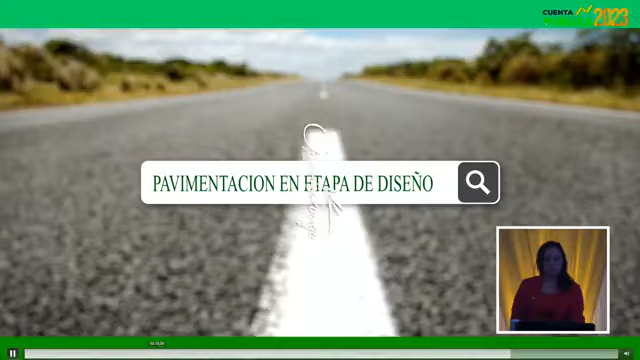 CUENTA
2023
PAVIMENTACION EN ETAPA DE DISEÑO